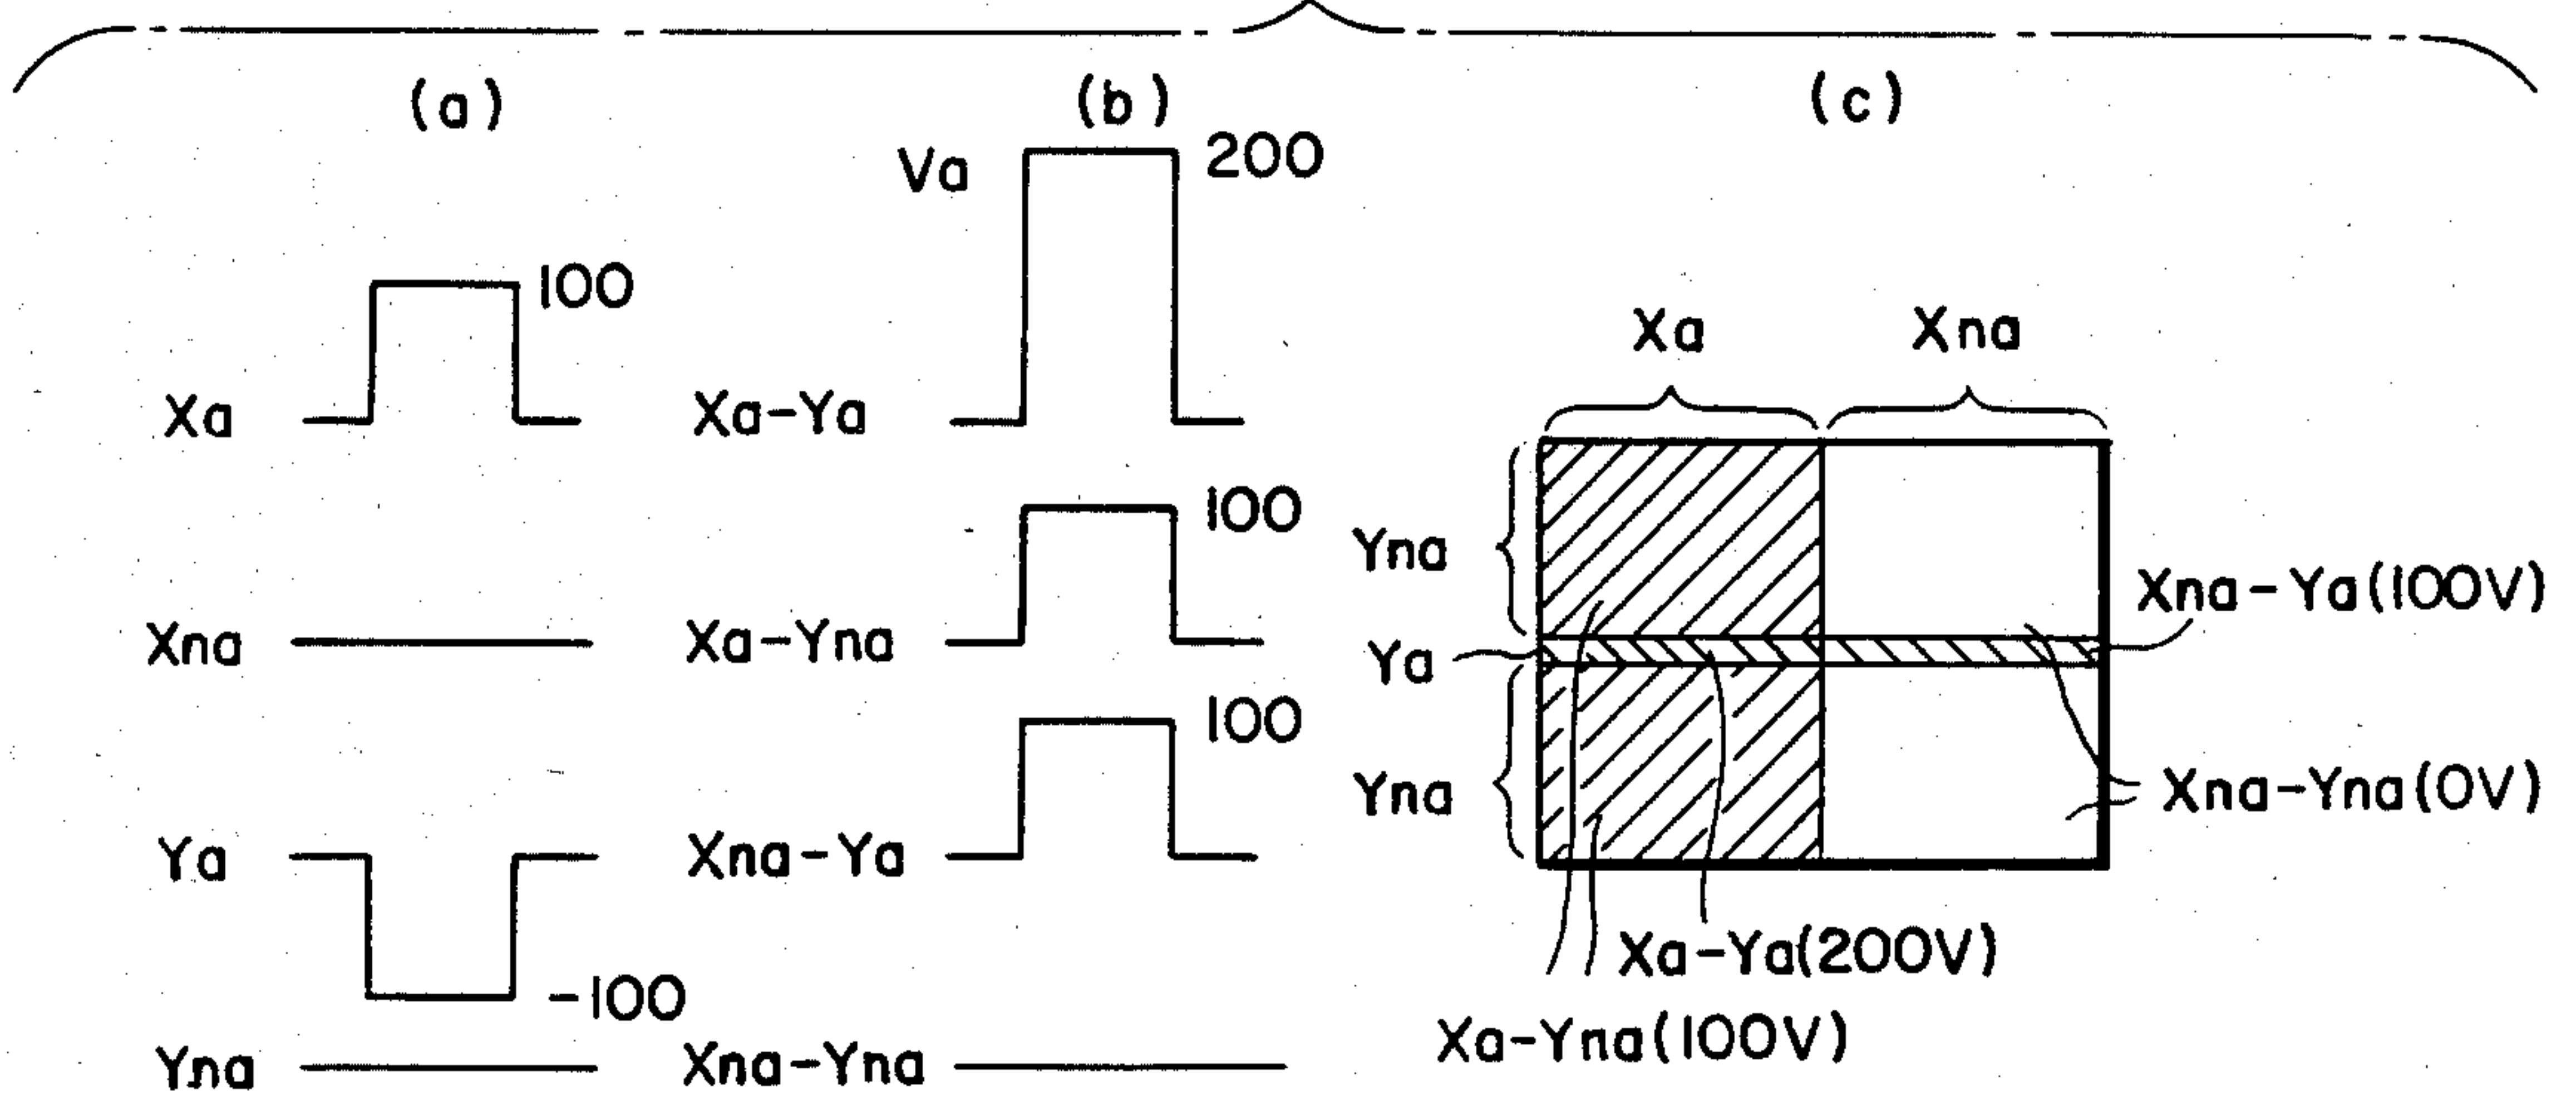 (a)
100
Xa
Xna
Ya
-100
Yna
(b)
Va
200
Xa-Ya
100
Xa-Yna
100
Xna-Ya
Xna-Yna
(c)
Xa
Xna
Yna
Ya
Yna
Xna-Ya(100V)
Xna-Yna(0V)
Xa-Ya(200V)
Xa-Yna(100V)